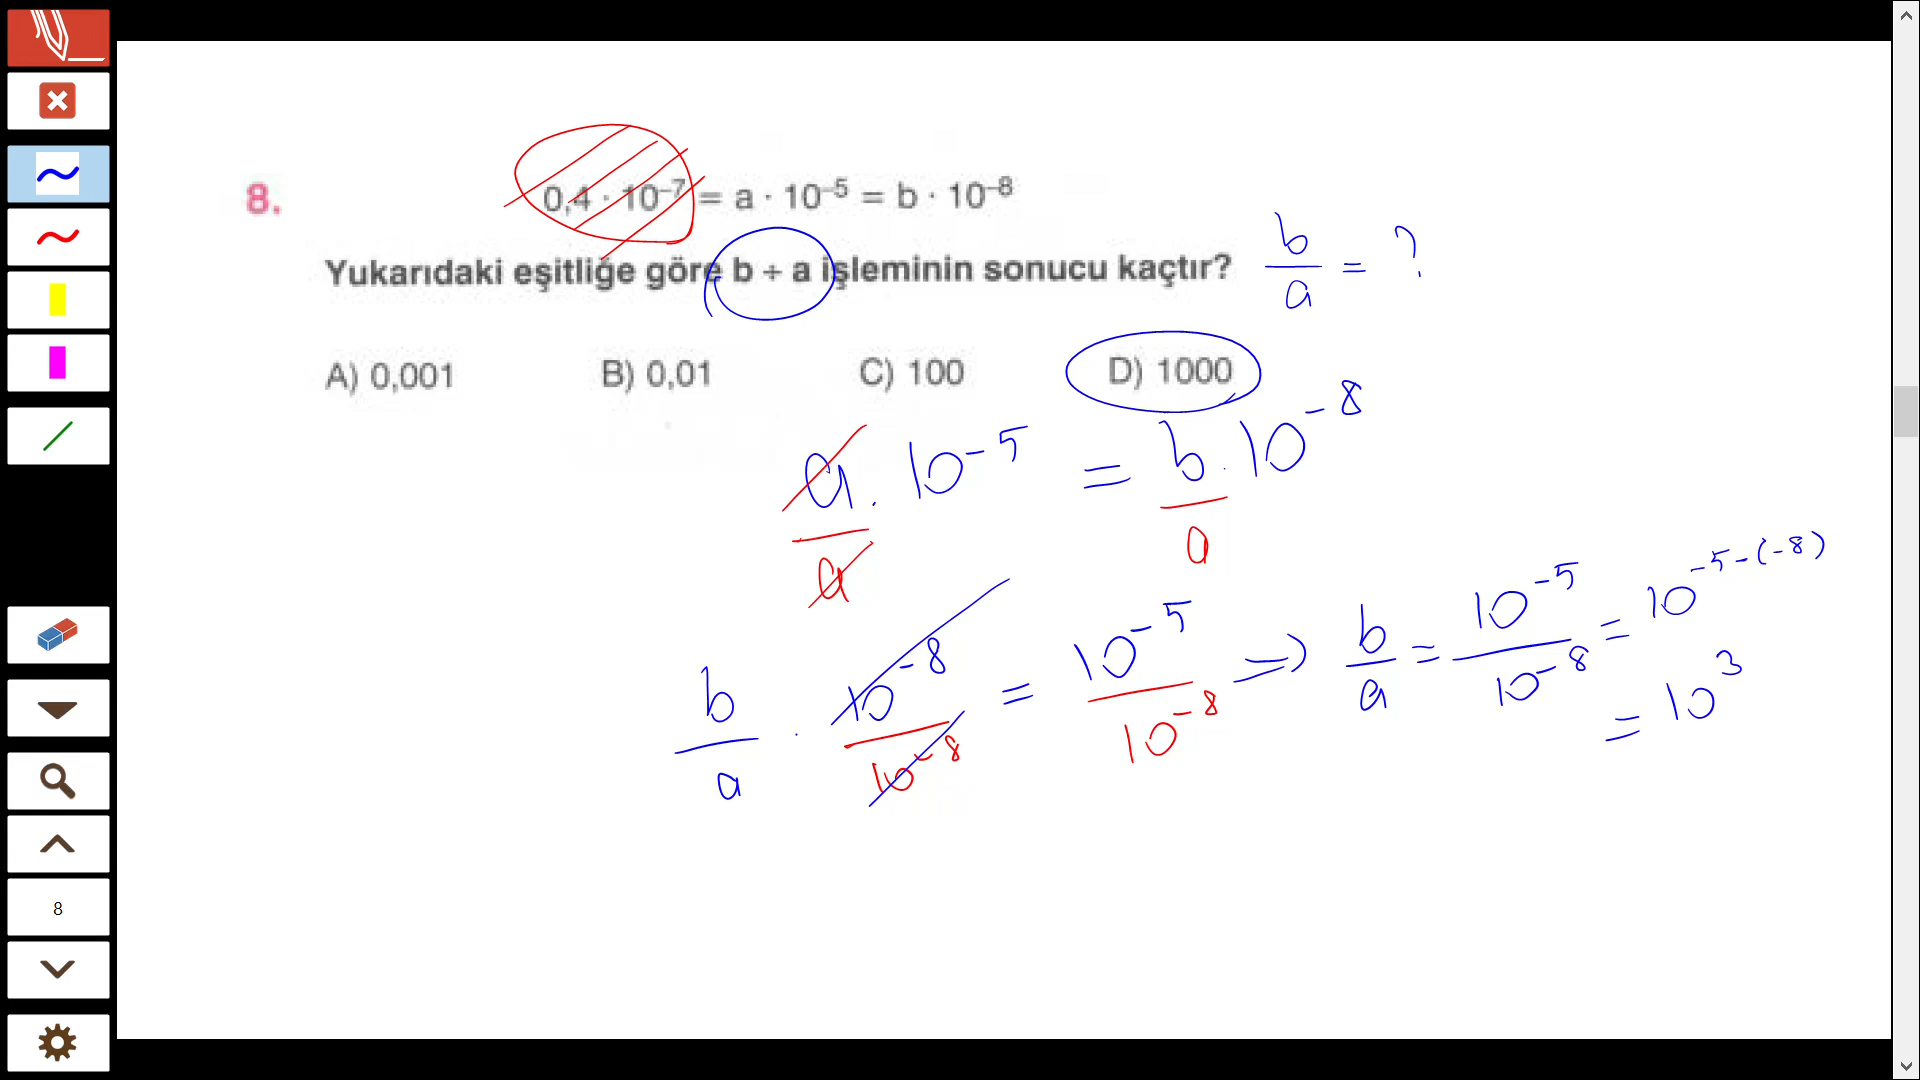 8.
0,4 · 10⁻⁷ = a · 10⁻⁵ = b · 10⁻⁸
Yukarıdaki eşitliğe göre b ÷ a işleminin sonucu kaçtır? b/a = ?
A) 0,001 B) 0,01 C) 100 D) 1000
a · 10⁻⁵ / a = b · 10⁻⁸ / a
b/a · 10⁻⁸/10⁻⁸ = 10⁻⁵/10⁻⁸ ⇒ b/a = 10⁻⁵/10⁻⁸ = 10⁻⁵⁻⁽⁻⁸⁾
= 10³
8